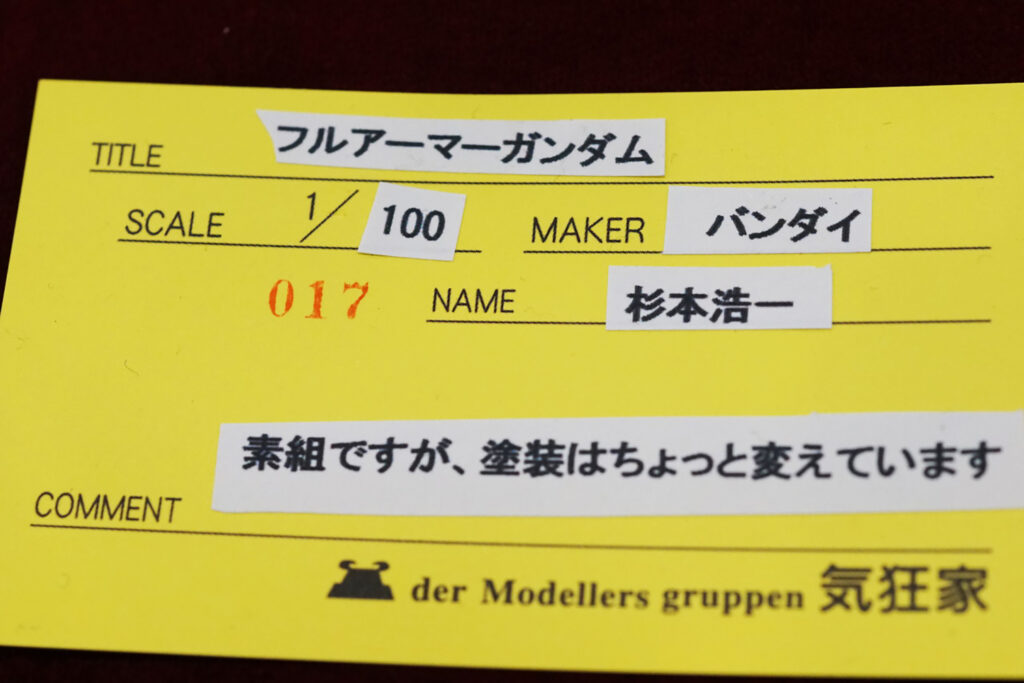 TITLE フルアーマーガンダム
SCALE 1/100 MAKER バンダイ
017 NAME 杉本浩一
素組ですが、塗装はちょっと変えています
COMMENT
der Modellers gruppen 気狂家